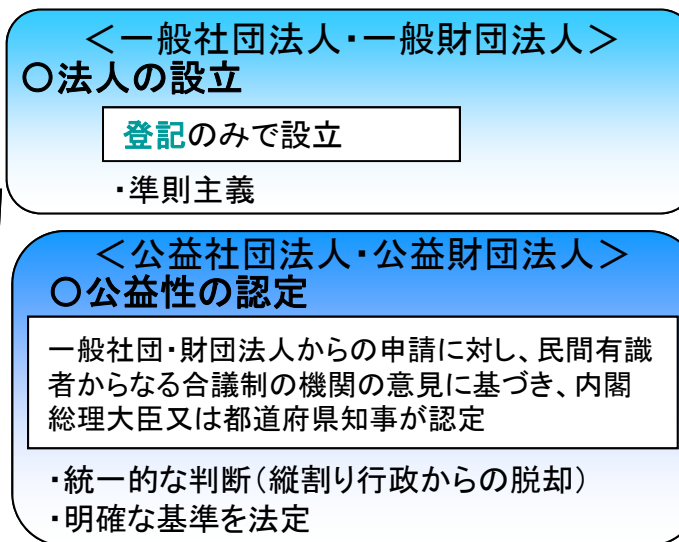 ＜一般社団法人・一般財団法人＞
○法人の設立
登記のみで設立
・準則主義
＜公益社団法人・公益財団法人＞
○公益性の認定
一般社団・財団法人からの申請に対し、民間有識
者からなる合議制の機関の意見に基づき、内閣
総理大臣又は都道府県知事が認定
・統一的な判断（縦割り行政からの脱却）
・明確な基準を法定